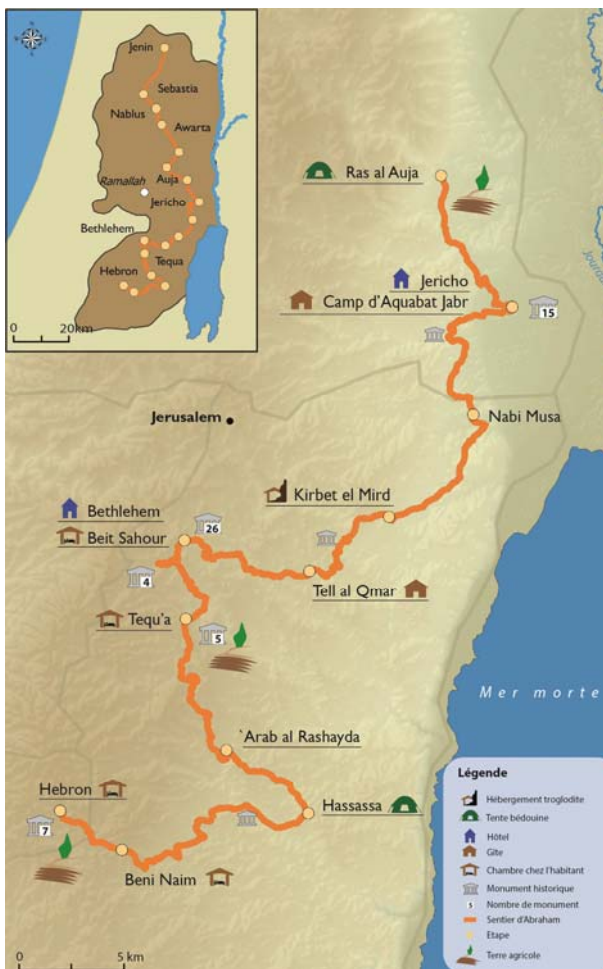 Jenin
Sebastia
Nablus
Awarta
Auja
Ramallah
Jericho
Bethlehem
Tequa
Hebron
0 20km
Ras al Auja
Jericho
Camp d'Aquabat Jabr
15
Nabi Musa
Jerusalem
Kirbet el Mird
Bethlehem
26
Beit Sahour
4
Tell al Qmar
Tequ'a
5
Mer morte
`Arab al Rashayda
Hebron
Hassassa
7
Beni Naim
0 5 km
Légende
Hébergement troglodite
Tente bédouine
Hôtel
Gîte
Chambre chez l'habitant
Monument historique
5 Nombre de monument
Sentier d'Abraham
Etape
Terre agricole